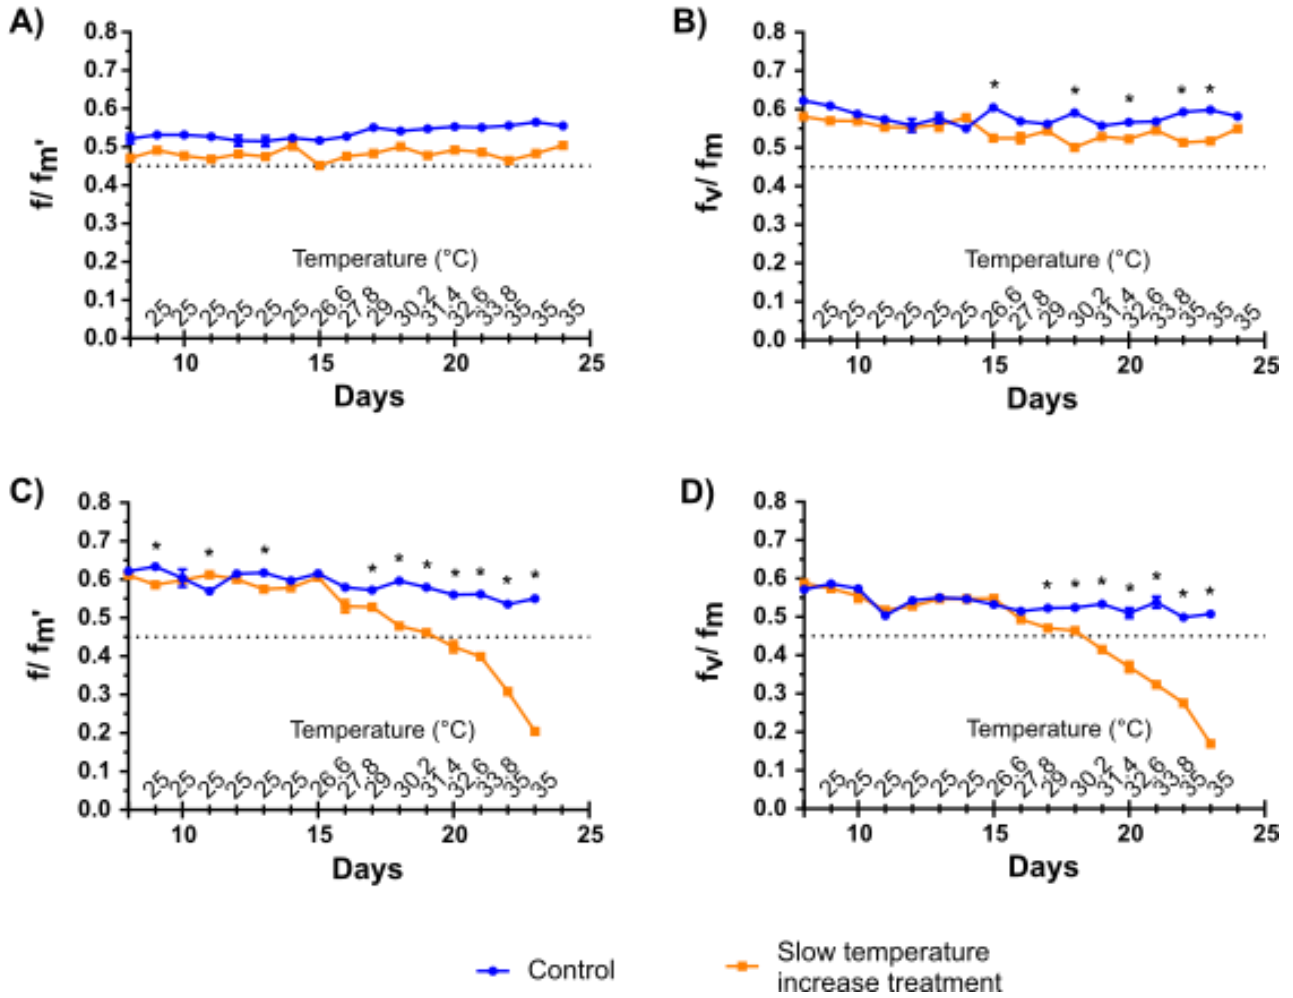 A)
0.8
0.7
0.6
0.5
0.4
0.3
0.2
0.1
0.0
f/ fm'
Temperature (°C)
25 25 25 25 25 25 26.6 27.8 29 30.2 31.4 32.6 33.8 35 35 35
10 15 20 25
Days
B)
0.8
0.7
0.6
0.5
0.4
0.3
0.2
0.1
0.0
fv/ fm
* * * * *
Temperature (°C)
25 25 25 25 25 25 26.6 27.8 29 30.2 31.4 32.6 33.8 35 35 35
10 15 20 25
Days
C)
0.8
0.7
0.6
0.5
0.4
0.3
0.2
0.1
0.0
f/ fm'
* * * * * * * * * *
Temperature (°C)
25 25 25 25 25 25 26.6 27.8 29 30.2 31.4 32.6 33.8 35 35
10 15 20 25
Days
D)
0.8
0.7
0.6
0.5
0.4
0.3
0.2
0.1
0.0
fv/ fm
* * * * * * *
Temperature (°C)
25 25 25 25 25 25 26.6 27.8 29 30.2 31.4 32.6 33.8 35 35
10 15 20 25
Days
Control
Slow temperature
increase treatment